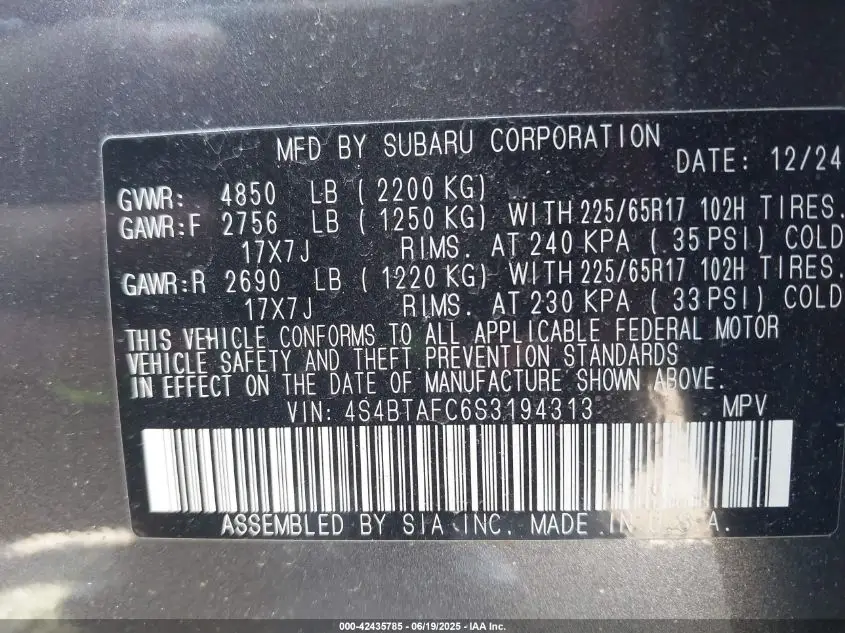 MFD BY SUBARU CORPORATION
DATE: 12/24
GVWR: 4850 LB ( 2200 KG)
GAWR:F 2756 LB ( 1250 KG) WITH 225/65R17 102H TIRES.
17X7J RIMS. AT 240 KPA ( 35 PSI) COLD
GAWR:R 2690 LB ( 1220 KG) WITH 225/65R17 102H TIRES.
17X7J RIMS. AT 230 KPA ( 33 PSI) COLD
THIS VEHICLE CONFORMS TO ALL APPLICABLE FEDERAL MOTOR
VEHICLE SAFETY AND THEFT PREVENTION STANDARDS
IN EFFECT ON THE DATE OF MANUFACTURE SHOWN ABOVE.
VIN: 4S4BTAFC6S3194313 MPV
ASSEMBLED BY SIA INC. MADE IN
000-42435785 - 06/19/2025 - IAA Inc.